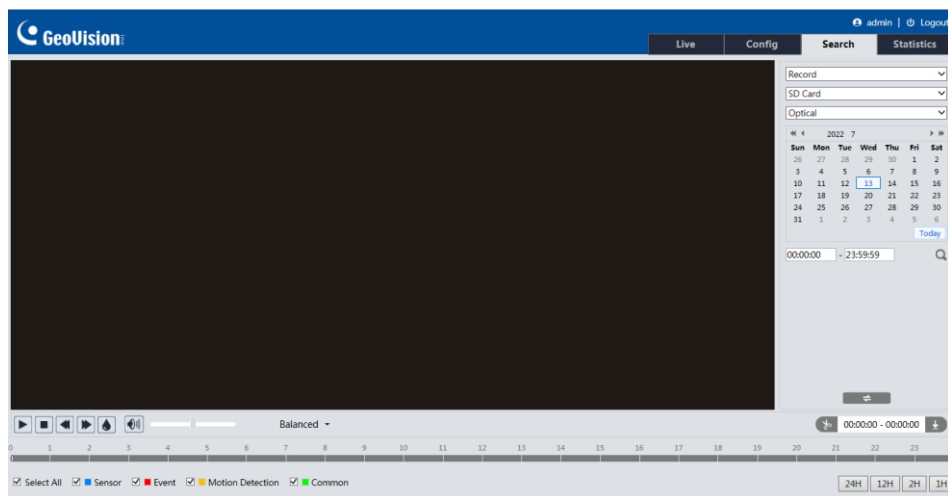 GeoVision
admin | Logout
Live Config Search Statistics
Record
SD Card
Optical
2022 7
Sun Mon Tue Wed Thu Fri Sat
26 27 28 29 30 1 2
3 4 5 6 7 8 9
10 11 12 13 14 15 16
17 18 19 20 21 22 23
24 25 26 27 28 29 30
31 1 2 3 4 5 6
Today
00:00:00 - 23:59:59
Balanced
00:00:00 - 00:00:00
0 1 2 3 4 5 6 7 8 9 10 11 12 13 14 15 16 17 18 19 20 21 22 23
Select All Sensor Event Motion Detection Common
24H 12H 2H 1H